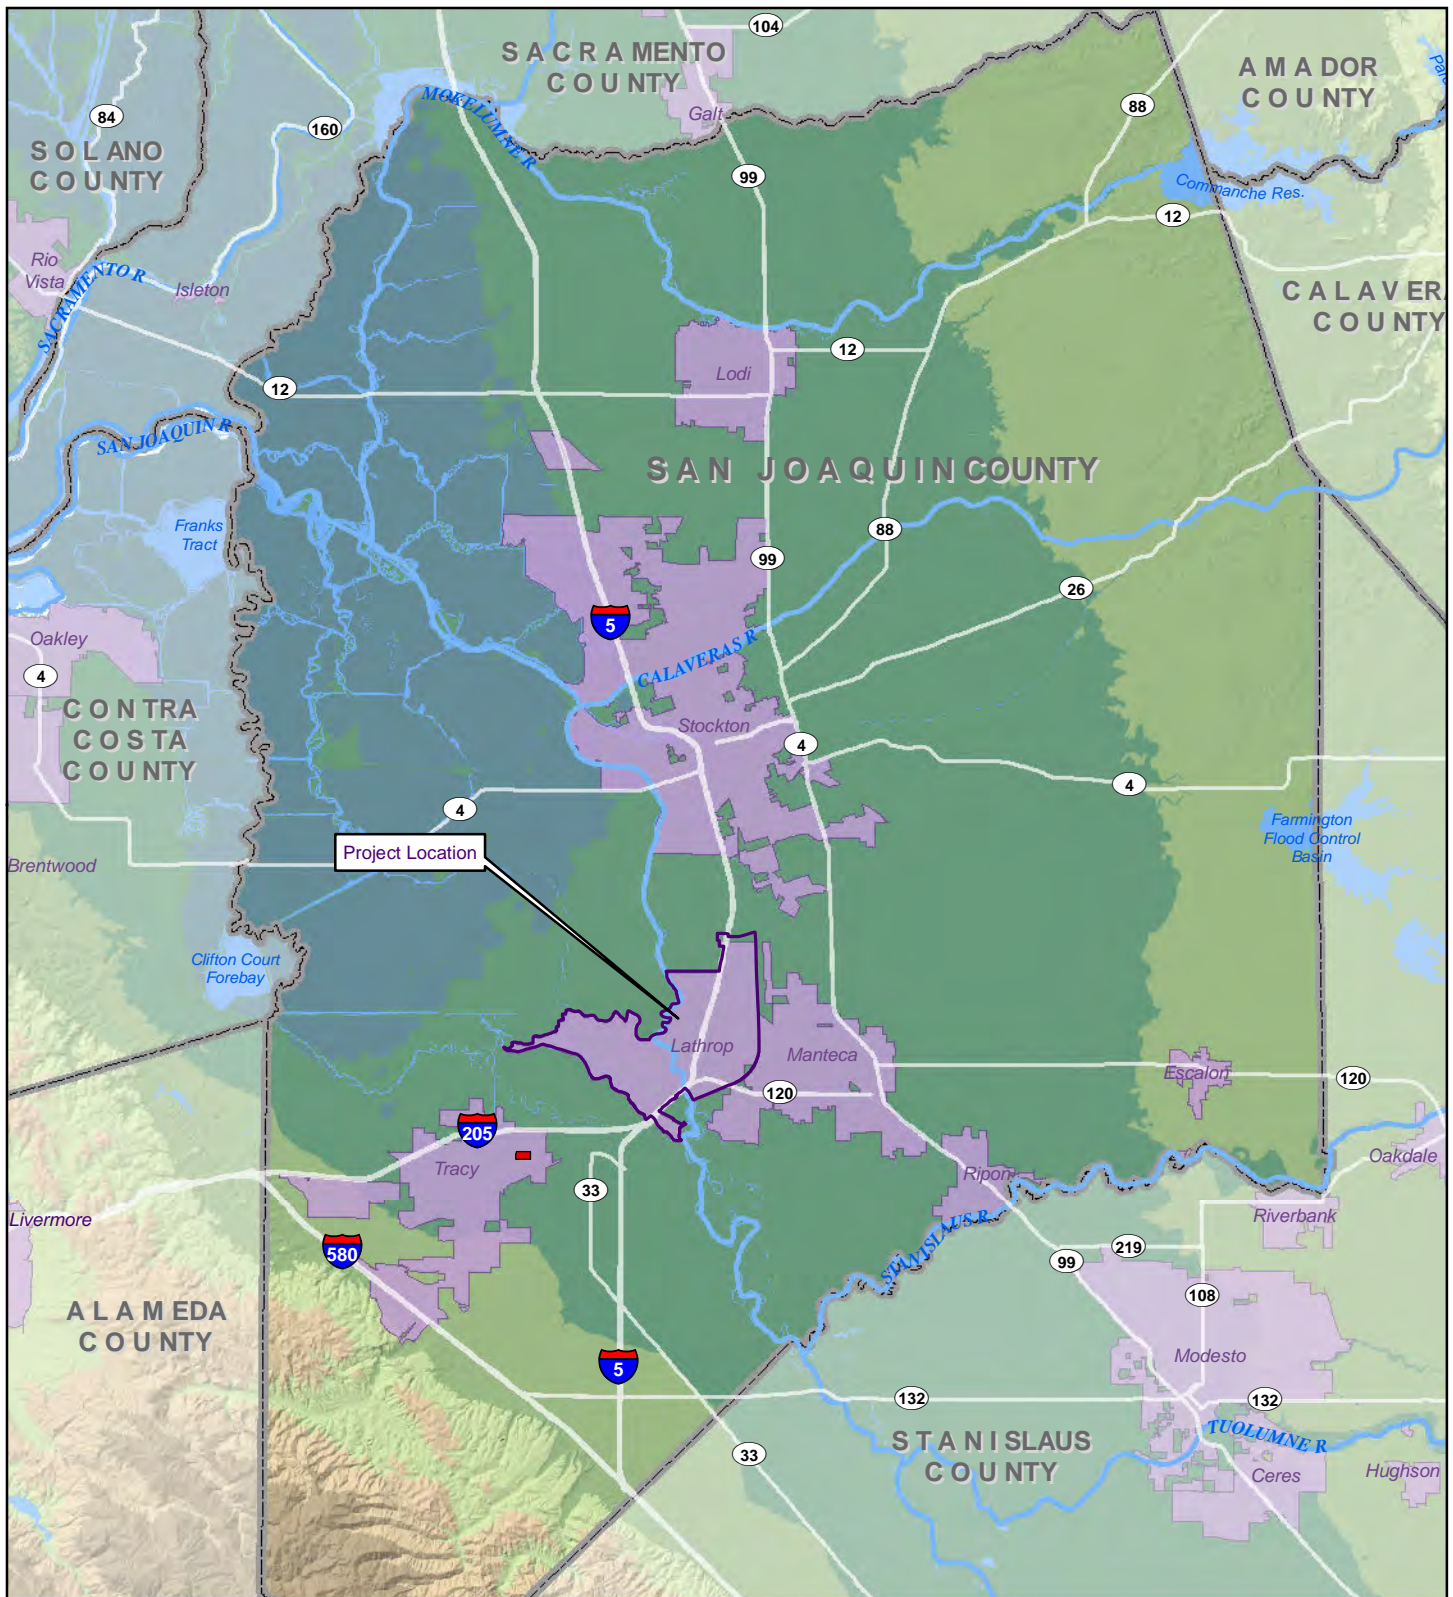 104
SACRAMENTO
COUNTY
AMADOR
COUNTY
84
160
MOKELUMNE R
Galt
88
SOLANO
COUNTY
99
Commanche Res.
12
Rio
Vista
SACRAMENTO R
Isleton
CALAVER
COUNTY
12
Lodi
12
SAN JOAQUIN R
SAN JOAQUIN COUNTY
Franks
Tract
88
99
26
5
Oakley
4
CALAVERAS R
CONTRA
COSTA
COUNTY
Stockton
4
4
4
Farmington
Flood Control
Basin
Project Location
Brentwood
Clifton Court
Forebay
Lathrop
Manteca
Escalon
120
120
205
Tracy
Oakdale
Ripon
33
Livermore
STANISLAUS R
Riverbank
580
219
99
108
ALAMEDA
COUNTY
5
Modesto
132
132
TUOLUMNE R
STANISLAUS
COUNTY
33
Ceres
Hughson